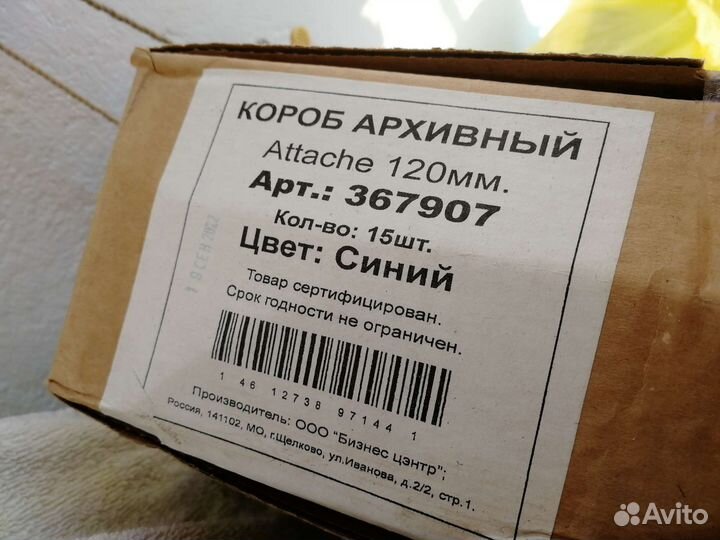 КОРОБ АРХИВНЫЙ
Attache 120мм.
Арт.: 367907
Кол-во: 15шт.
Цвет: Синий
Товар сертифицирован.
Срок годности не ограничен.
1 46 12738 97144 1
Производитель: ООО "Бизнес цэнтр";
Россия, 141102, МО, г.Щелково, ул.Иванова, д.2/2, стр.1.
Avito